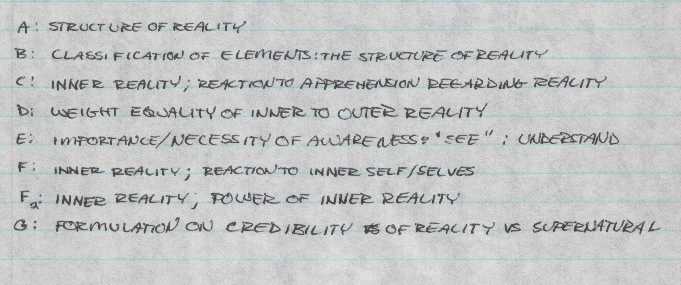 A: STRUCTURE OF REALITY
B: CLASSIFICATION OF ELEMENTS: THE STRUCTURE OF REALITY
C: INNER REALITY; REACTION TO APPREHENSION REGARDING REALITY
D: WEIGHT EQUALITY OF INNER TO OUTER REALITY
E: IMPORTANCE/NECESSITY OF AWARENESS: "SEE"; UNDERSTAND
F: INNER REALITY; REACTION TO INNER SELF/SELVES
Fa: INNER REALITY; POWER OF INNER REALITY
G: FORMULATION ON CREDIBILITY OF REALITY VS SUPERNATURAL